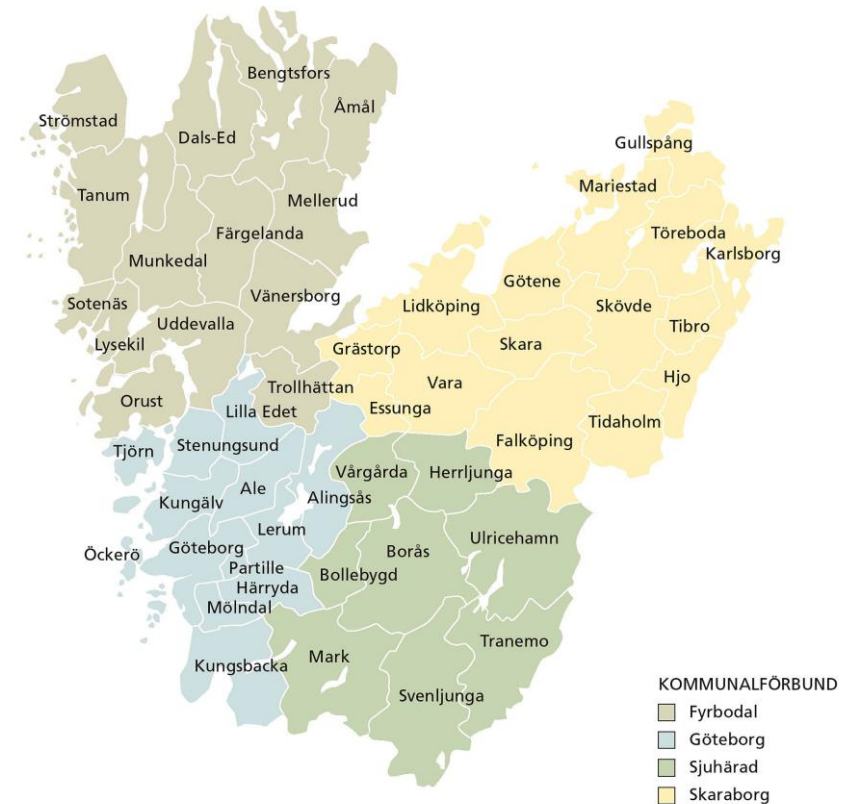 Bengtsfors
Åmål
Strömstad
Dals-Ed
Gullspång
Mariestad
Tanum
Mellerud
Färgelanda
Töreboda
Karlsborg
Munkedal
Götene
Vänersborg
Sotenäs
Lidköping
Skövde
Uddevalla
Tibro
Lysekil
Grästorp
Skara
Hjo
Trollhättan
Vara
Orust
Essunga
Lilla Edet
Tidaholm
Falköping
Stenungsund
Tjörn
Vårgårda
Herrljunga
Ale
Alingsås
Kungälv
Lerum
Ulricehamn
Göteborg
Borås
Öckerö
Partille
Bollebygd
Härryda
Mölndal
Tranemo
Mark
Kungsbacka
Svenljunga
KOMMUNALFÖRBUND
Fyrbodal
Göteborg
Sjuhärad
Skaraborg